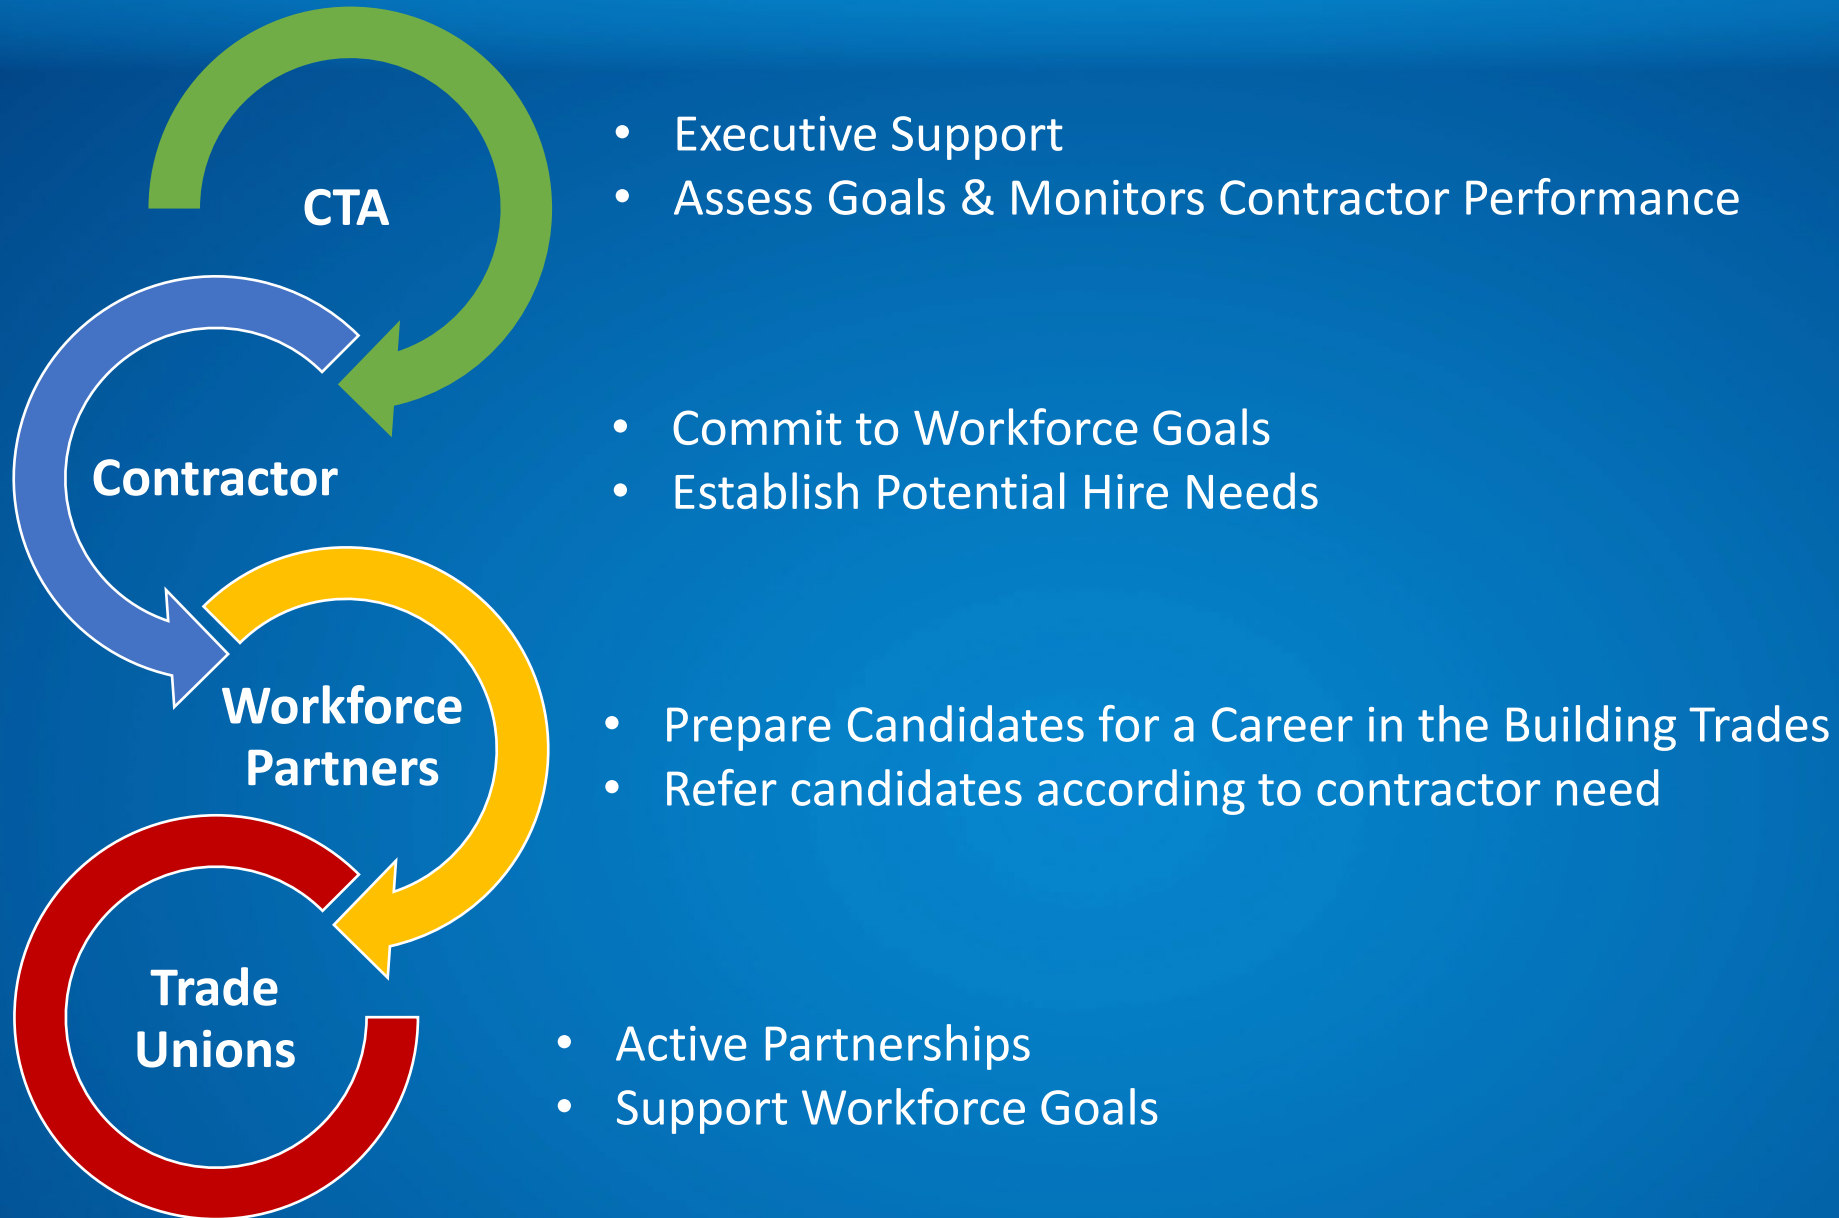 CTA
• Executive Support
• Assess Goals & Monitors Contractor Performance
Contractor
• Commit to Workforce Goals
• Establish Potential Hire Needs
Workforce
Partners
• Prepare Candidates for a Career in the Building Trades
• Refer candidates according to contractor need
Trade
Unions
• Active Partnerships
• Support Workforce Goals